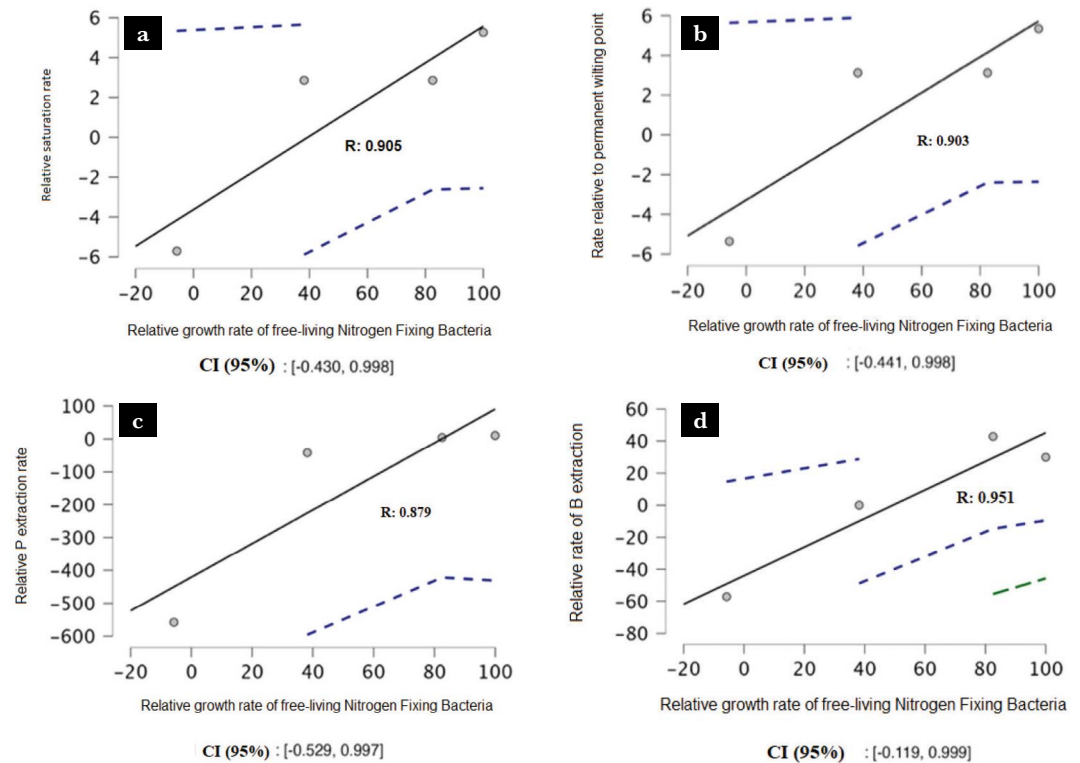 a
Relative saturation rate
6
4
2
0
−2
−4
−6
R: 0.905
−20 0 20 40 60 80 100
Relative growth rate of free-living Nitrogen Fixing Bacteria
CI (95%) : [-0.430, 0.998]
b
Rate relative to permanent wilting point
6
4
2
0
−2
−4
−6
R: 0.903
−20 0 20 40 60 80 100
Relative growth rate of free-living Nitrogen Fixing Bacteria
CI (95%) : [-0.441, 0.998]
c
Relative P extraction rate
100
0
−100
−200
−300
−400
−500
−600
R: 0.879
−20 0 20 40 60 80 100
Relative growth rate of free-living Nitrogen Fixing Bacteria
CI (95%) : [-0.529, 0.997]
d
Relative rate of B extraction
60
40
20
0
−20
−40
−60
−80
R: 0.951
−20 0 20 40 60 80 100
Relative growth rate of free-living Nitrogen Fixing Bacteria
CI (95%) : [-0.119, 0.999]